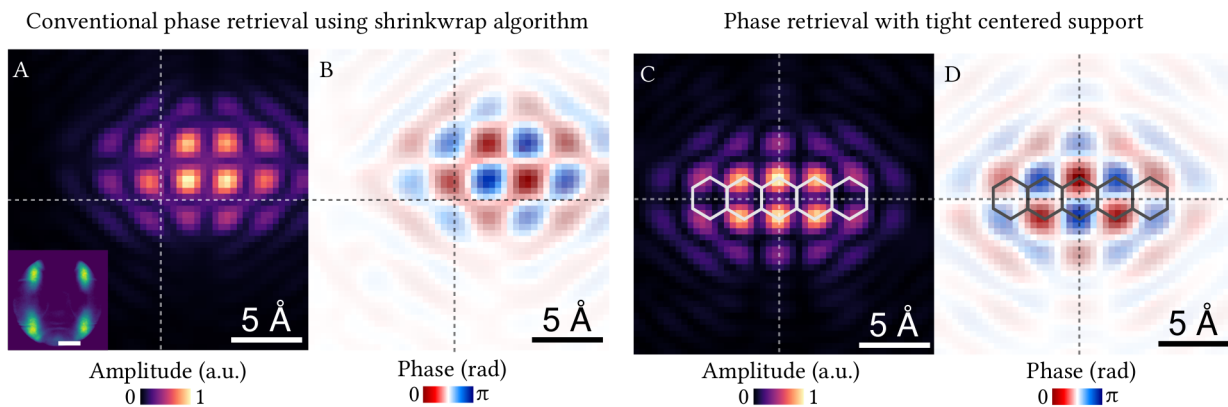 Conventional phase retrieval using shrinkwrap algorithm
Phase retrieval with tight centered support
A
B
C
D
5 Å
5 Å
5 Å
5 Å
Amplitude (a.u.)
0 1
Phase (rad)
0 π
Amplitude (a.u.)
0 1
Phase (rad)
0 π